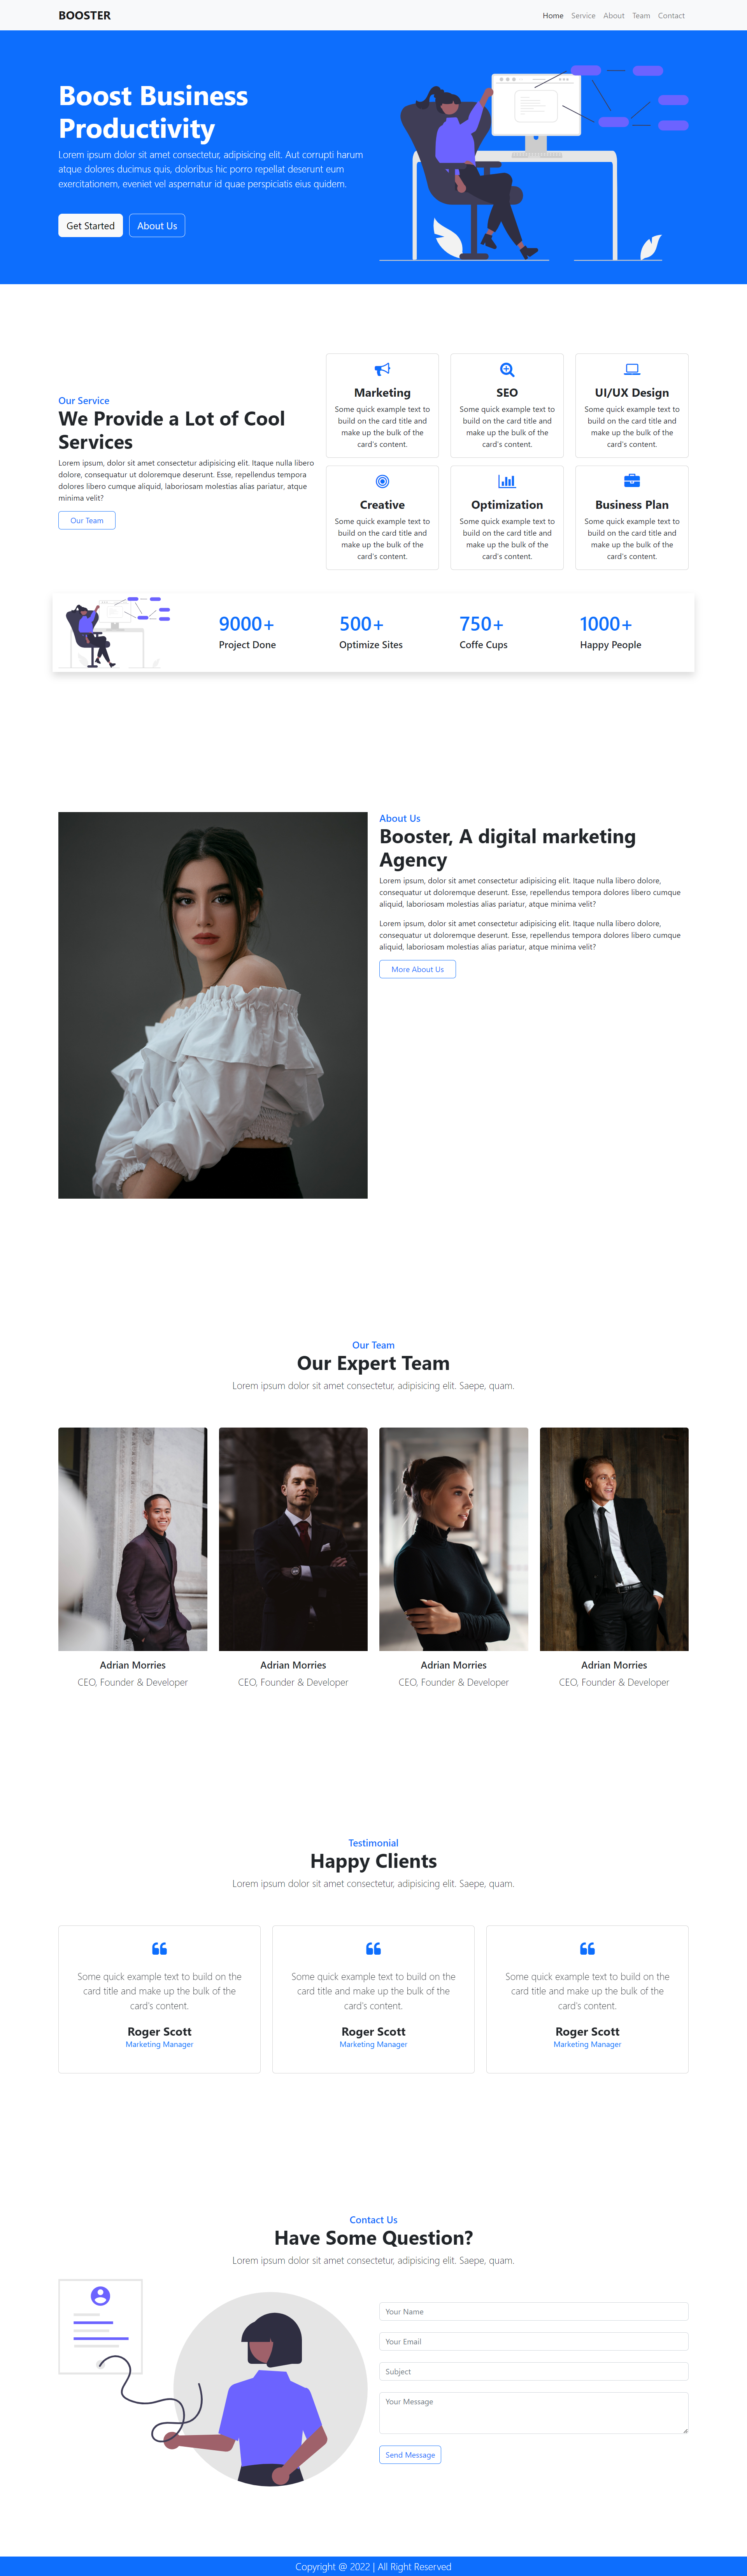 BOOSTER
Home Service About Team Contact
Boost Business
Productivity
Lorem ipsum dolor sit amet consectetur, adipisicing elit. Aut corrupti harum
atque dolores ducimus quis, doloribus hic porro repellat deserunt eum
exercitationem, eveniet vel aspernatur id quae perspiciatis eius quidem.
Get Started
About Us
Our Service
We Provide a Lot of Cool
Services
Lorem ipsum, dolor sit amet consectetur adipisicing elit. Itaque nulla libero
dolore, consequatur ut doloremque deserunt. Esse, repellendus tempora
dolores libero cumque aliquid, laboriosam molestias alias pariatur, atque
minima velit?
Our Team
Marketing
Some quick example text to
build on the card title and
make up the bulk of the
card's content.
SEO
Some quick example text to
build on the card title and
make up the bulk of the
card's content.
UI/UX Design
Some quick example text to
build on the card title and
make up the bulk of the
card's content.
Creative
Some quick example text to
build on the card title and
make up the bulk of the
card's content.
Optimization
Some quick example text to
build on the card title and
make up the bulk of the
card's content.
Business Plan
Some quick example text to
build on the card title and
make up the bulk of the
card's content.
9000+
Project Done
500+
Optimize Sites
750+
Coffe Cups
1000+
Happy People
About Us
Booster, A digital marketing
Agency
Lorem ipsum, dolor sit amet consectetur adipisicing elit. Itaque nulla libero dolore,
consequatur ut doloremque deserunt. Esse, repellendus tempora dolores libero cumque
aliquid, laboriosam molestias alias pariatur, atque minima velit?
Lorem ipsum, dolor sit amet consectetur adipisicing elit. Itaque nulla libero dolore,
consequatur ut doloremque deserunt. Esse, repellendus tempora dolores libero cumque
aliquid, laboriosam molestias alias pariatur, atque minima velit?
More About Us
Our Team
Our Expert Team
Lorem ipsum dolor sit amet consectetur, adipisicing elit. Saepe, quam.
Adrian Morries
CEO, Founder & Developer
Adrian Morries
CEO, Founder & Developer
Adrian Morries
CEO, Founder & Developer
Adrian Morries
CEO, Founder & Developer
Testimonial
Happy Clients
Lorem ipsum dolor sit amet consectetur, adipisicing elit. Saepe, quam.
Some quick example text to build on the
card title and make up the bulk of the
card's content.
Roger Scott
Marketing Manager
Some quick example text to build on the
card title and make up the bulk of the
card's content.
Roger Scott
Marketing Manager
Some quick example text to build on the
card title and make up the bulk of the
card's content.
Roger Scott
Marketing Manager
Contact Us
Have Some Question?
Lorem ipsum dolor sit amet consectetur, adipisicing elit. Saepe, quam.
Your Name
Your Email
Subject
Your Message
Send Message
Copyright @ 2022 | All Right Reserved